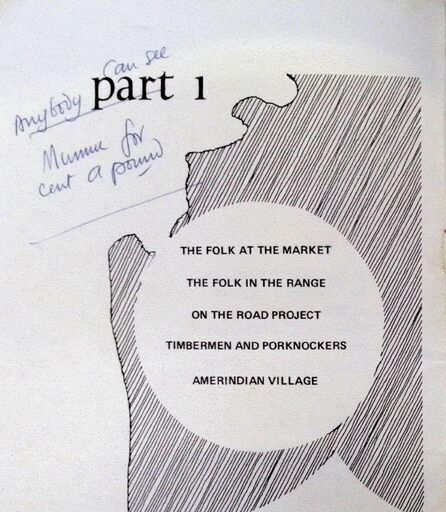 can see
Anybody
part 1
Mumme for
cent a pound
THE FOLK AT THE MARKET
THE FOLK IN THE RANGE
ON THE ROAD PROJECT
TIMBERMEN AND PORKNOCKERS
AMERINDIAN VILLAGE